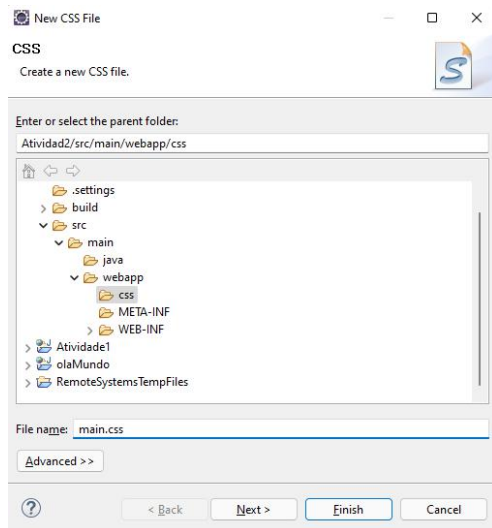 New CSS File
CSS
Create a new CSS file.
Enter or select the parent folder:
Atividad2/src/main/webapp/css
.settings
build
src
main
java
webapp
css
META-INF
WEB-INF
Atividade1
olaMundo
RemoteSystemsTempFiles
File name: main.css
Advanced >>
< Back Next > Finish Cancel